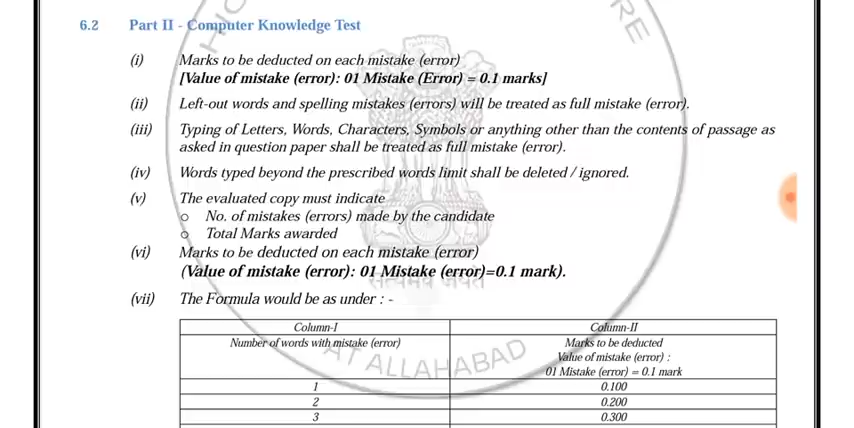 6.2 Part II - Computer Knowledge Test
(i) Marks to be deducted on each mistake (error)
[Value of mistake (error): 01 Mistake (Error) = 0.1 marks]
(ii) Left-out words and spelling mistakes (errors) will be treated as full mistake (error).
(iii) Typing of Letters, Words, Characters, Symbols or anything other than the contents of passage as
asked in question paper shall be treated as full mistake (error).
(iv) Words typed beyond the prescribed words limit shall be deleted / ignored.
(v) The evaluated copy must indicate
o No. of mistakes (errors) made by the candidate
o Total Marks awarded
(vi) Marks to be deducted on each mistake (error)
(Value of mistake (error): 01 Mistake (error)=0.1 mark).
सत्यमेव जयते
(vii) The Formula would be as under : -
Column-I Column-II
Number of words with mistake (error) Marks to be deducted
Value of mistake (error) :
01 Mistake (error) = 0.1 mark
AT ALLAHABAD
1 0.100
2 0.200
3 0.300